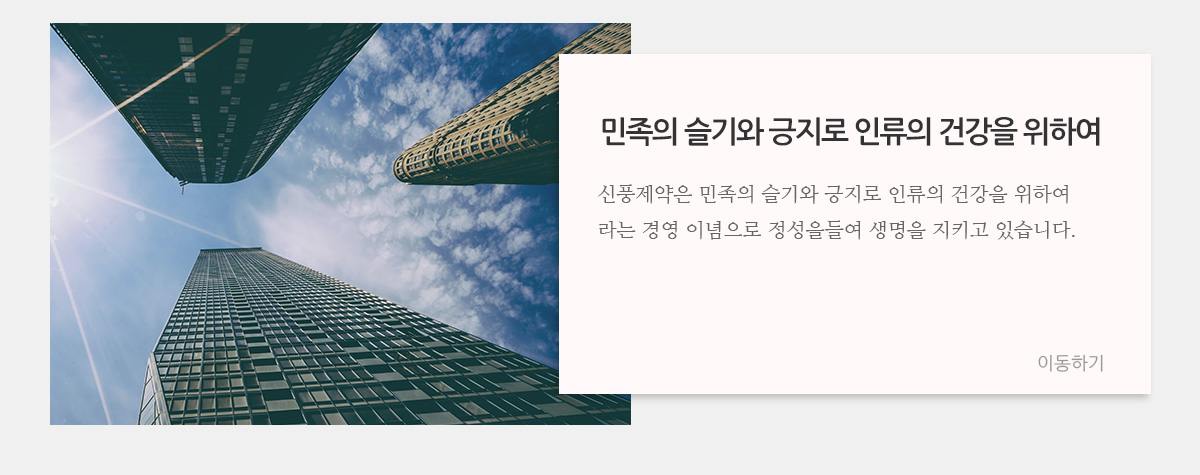 민족의 슬기와 긍지로 인류의 건강을 위하여
신풍제약은 민족의 슬기와 긍지로 인류의 건강을 위하여
라는 경영 이념으로 정성을들여 생명을 지키고 있습니다.
이동하기